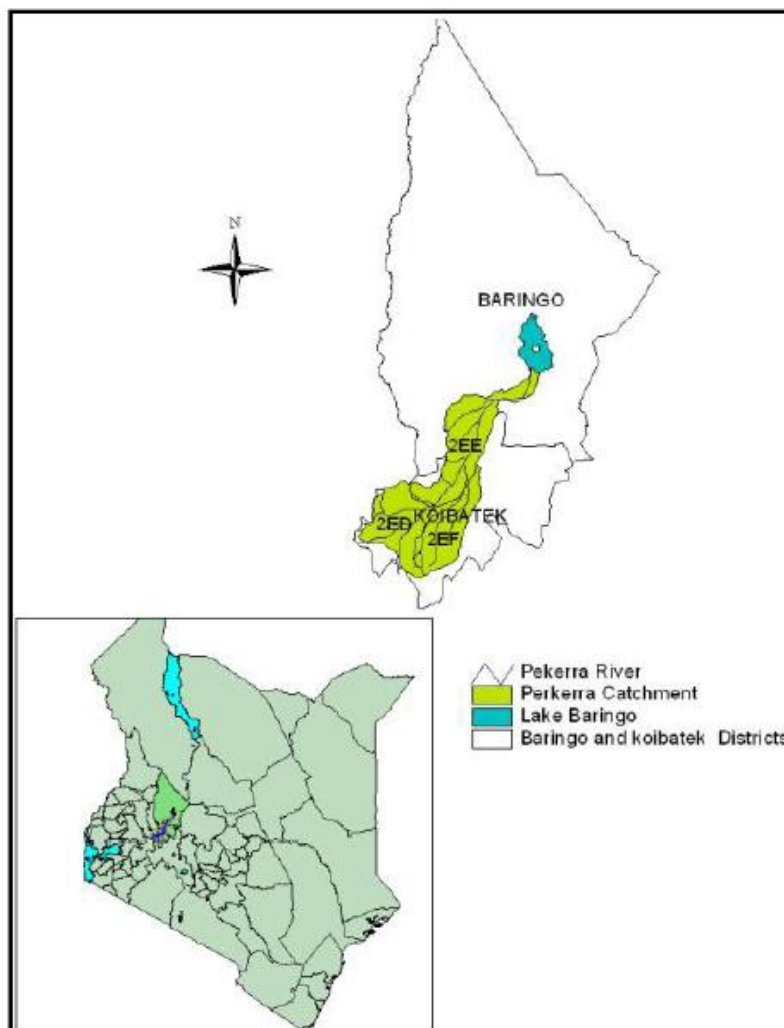 N
BARINGO
2EE
KOIBATEK
2ED
2EF
Pekerra River
Perkerra Catchment
Lake Baringo
Baringo and koibatek Districts